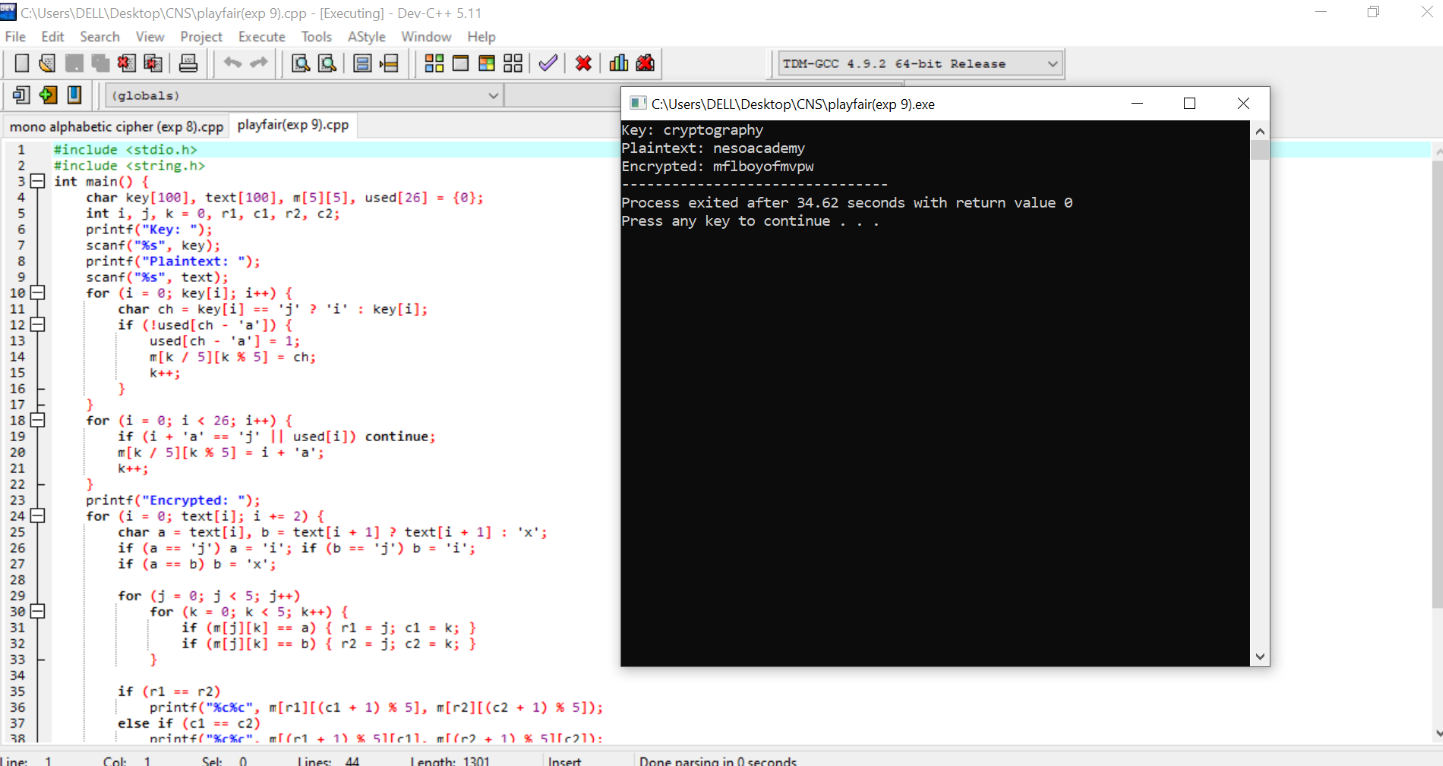 C:\Users\DELL\Desktop\CNS\playfair(exp 9).cpp - [Executing] - Dev-C++ 5.11
File Edit Search View Project Execute Tools AStyle Window Help
TDM-GCC 4.9.2 64-bit Release
(globals)
mono alphabetic cipher (exp 8).cpp playfair(exp 9).cpp
1 #include <stdio.h>
2 #include <string.h>
3 int main() {
4 char key[100], text[100], m[5][5], used[26] = {0};
5 int i, j, k = 0, r1, c1, r2, c2;
6 printf("Key: ");
7 scanf("%s", key);
8 printf("Plaintext: ");
9 scanf("%s", text);
10 for (i = 0; key[i]; i++) {
11 char ch = key[i] == 'j' ? 'i' : key[i];
12 if (!used[ch - 'a']) {
13 used[ch - 'a'] = 1;
14 m[k / 5][k % 5] = ch;
15 k++;
16 }
17 }
18 for (i = 0; i < 26; i++) {
19 if (i + 'a' == 'j' || used[i]) continue;
20 m[k / 5][k % 5] = i + 'a';
21 k++;
22 }
23 printf("Encrypted: ");
24 for (i = 0; text[i]; i += 2) {
25 char a = text[i], b = text[i + 1] ? text[i + 1] : 'x';
26 if (a == 'j') a = 'i'; if (b == 'j') b = 'i';
27 if (a == b) b = 'x';
28
29 for (j = 0; j < 5; j++)
30 for (k = 0; k < 5; k++) {
31 if (m[j][k] == a) { r1 = j; c1 = k; }
32 if (m[j][k] == b) { r2 = j; c2 = k; }
33 }
34
35 if (r1 == r2)
36 printf("%c%c", m[r1][(c1 + 1) % 5], m[r2][(c2 + 1) % 5]);
37 else if (c1 == c2)
38 printf("%c%c", m[(r1 + 1) % 5][c1], m[(r2 + 1) % 5][c2]);
C:\Users\DELL\Desktop\CNS\playfair(exp 9).exe
Key: cryptography
Plaintext: nesoacademy
Encrypted: mflboyofmvpw
--------------------------------
Process exited after 34.62 seconds with return value 0
Press any key to continue . . .
Line: 1 Col: 1 Sel: 0 Lines: 44 Length: 1301 Insert Done parsing in 0 seconds